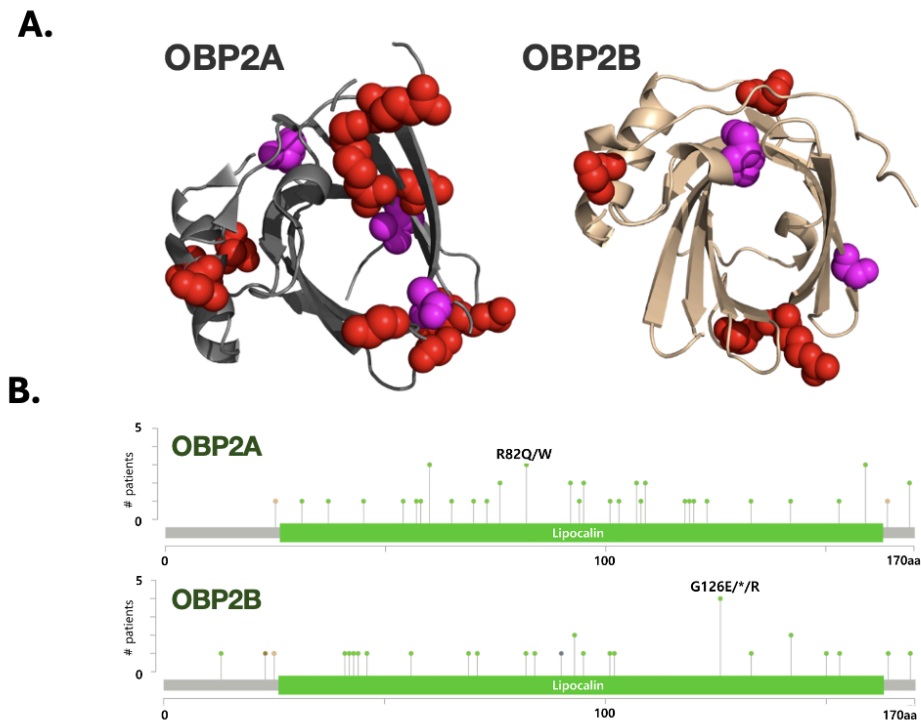 A.
OBP2A
OBP2B
B.
5
OBP2A
R82Q/W
# patients
0
Lipocalin
0
100
170aa
5
OBP2B
G126E/*/R
# patients
0
Lipocalin
0
100
170aa